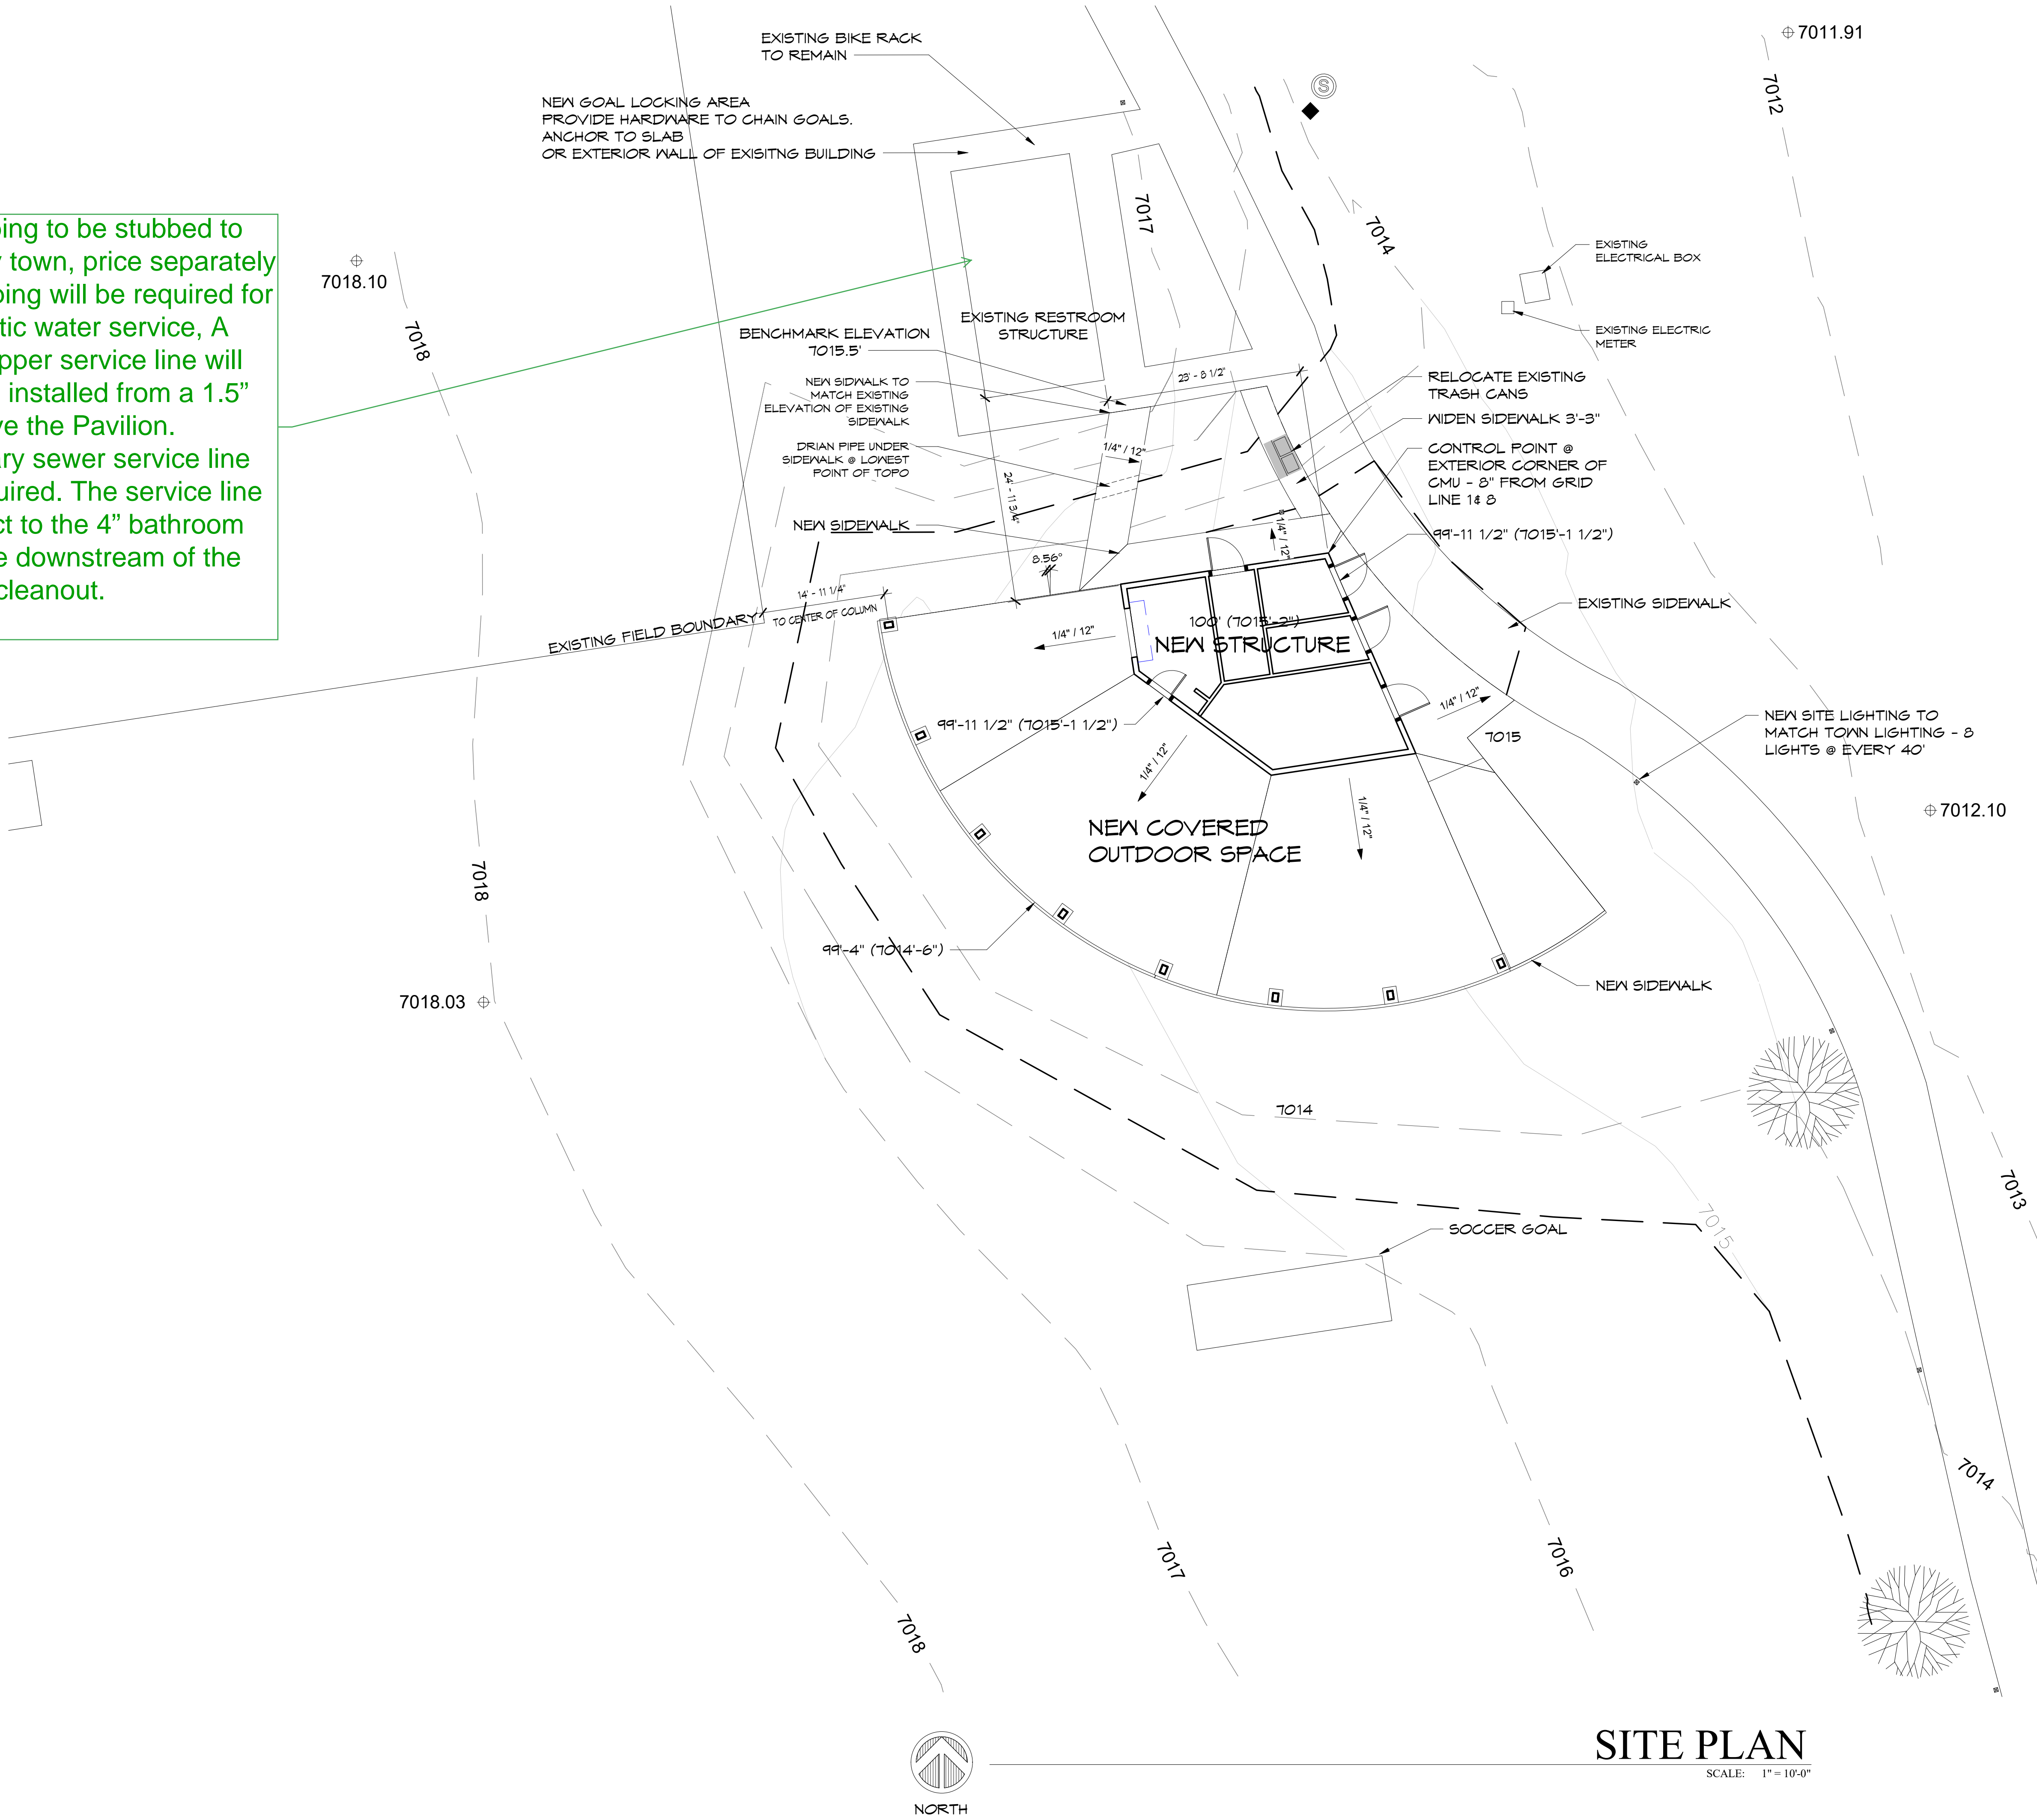 EXISTING BIKE RACK
TO REMAIN
7011.91
7012
S
NEW GOAL LOCKING AREA
PROVIDE HARDWARE TO CHAIN GOALS.
ANCHOR TO SLAB
OR EXTERIOR WALL OF EXISITNG BUILDING
ing to be stubbed to
town, price separately
ing will be required for
tic water service, A
pper service line will
installed from a 1.5”
ve the Pavilion.
ary sewer service line
uired. The service line
ct to the 4” bathroom
e downstream of the
cleanout.
7018.10
7018
7017
7014
EXISTING
ELECTRICAL BOX
EXISTING ELECTRIC
METER
EXISTING RESTROOM
STRUCTURE
BENCHMARK ELEVATION
7015.5'
23' - 8 1/2"
NEW SIDWALK TO
MATCH EXISTING
ELEVATION OF EXISTING
SIDEWALK
DRIAN PIPE UNDER
SIDEWALK @ LOWEST
POINT OF TOPO
1/4" / 12"
24' - 11 3/4"
RELOCATE EXISTING
TRASH CANS
WIDEN SIDEWALK 3'-3"
CONTROL POINT @
EXTERIOR CORNER OF
CMU - 8" FROM GRID
LINE 1& 8
NEW SIDEWALK
1/4" / 12"
99'-11 1/2" (7015'-1 1/2")
8.56°
14' - 11 1/4"
TO CENTER OF COLUMN
EXISTING FIELD BOUNDARY
EXISTING SIDEWALK
1/4" / 12"
100' (7015'-2")
NEW STRUCTURE
1/4" / 12"
99'-11 1/2" (7015'-1 1/2")
7015
NEW SITE LIGHTING TO
MATCH TOWN LIGHTING - 8
LIGHTS @ EVERY 40'
1/4" / 12"
1/4" / 12"
7012.10
NEW COVERED
OUTDOOR SPACE
7018
99'-4" (7014'-6")
NEW SIDEWALK
7018.03
7014
7013
7015
SOCCER GOAL
7014
7017
7016
7018
SITE PLAN
SCALE: 1" = 10'-0"
NORTH